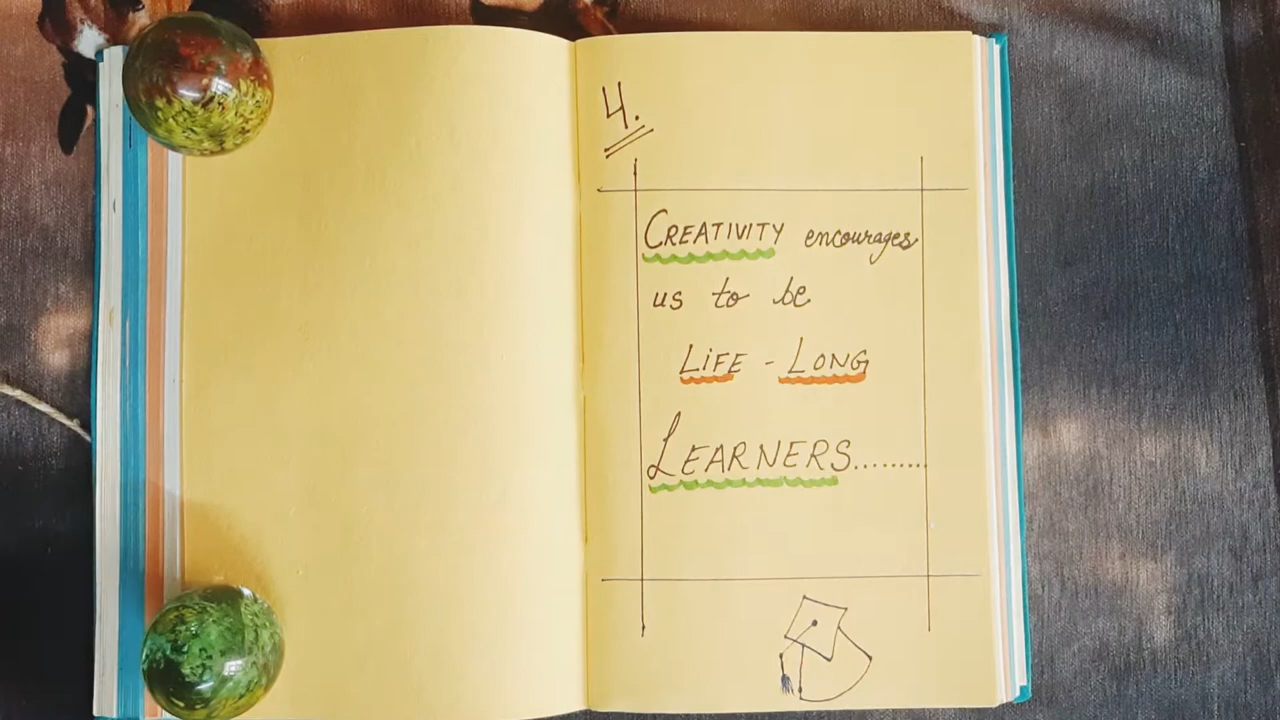 4.
CREATIVITY encourages
us to be
LiFE - LONG
LEARNERS.........